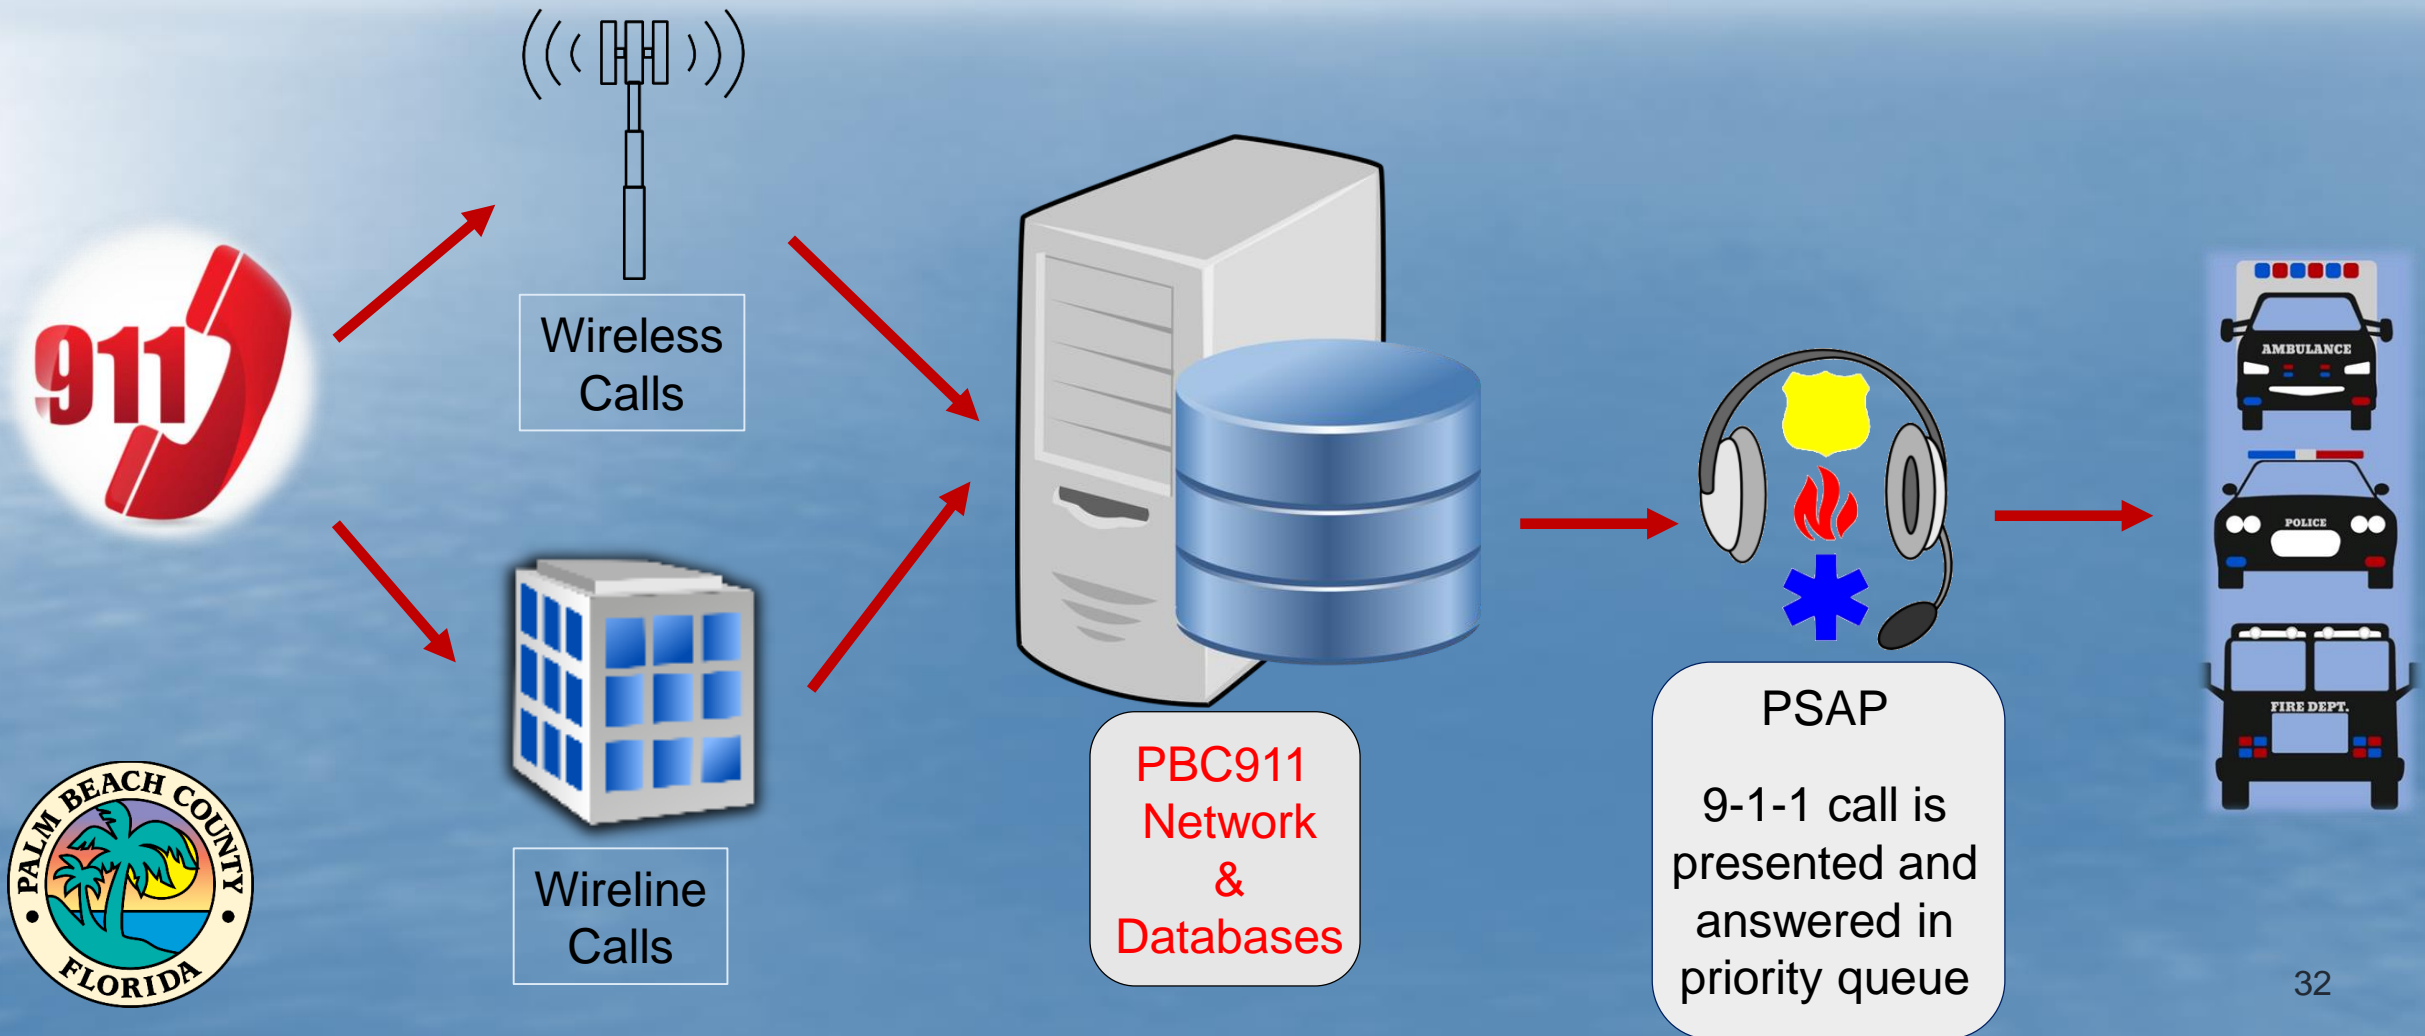 911
Wireless
Calls
Wireline
Calls
PBC911
Network
&
Databases
PSAP
9-1-1 call is
presented and
answered in
priority queue
AMBULANCE
POLICE
FIRE DEPT.
PALM BEACH COUNTY
FLORIDA
32